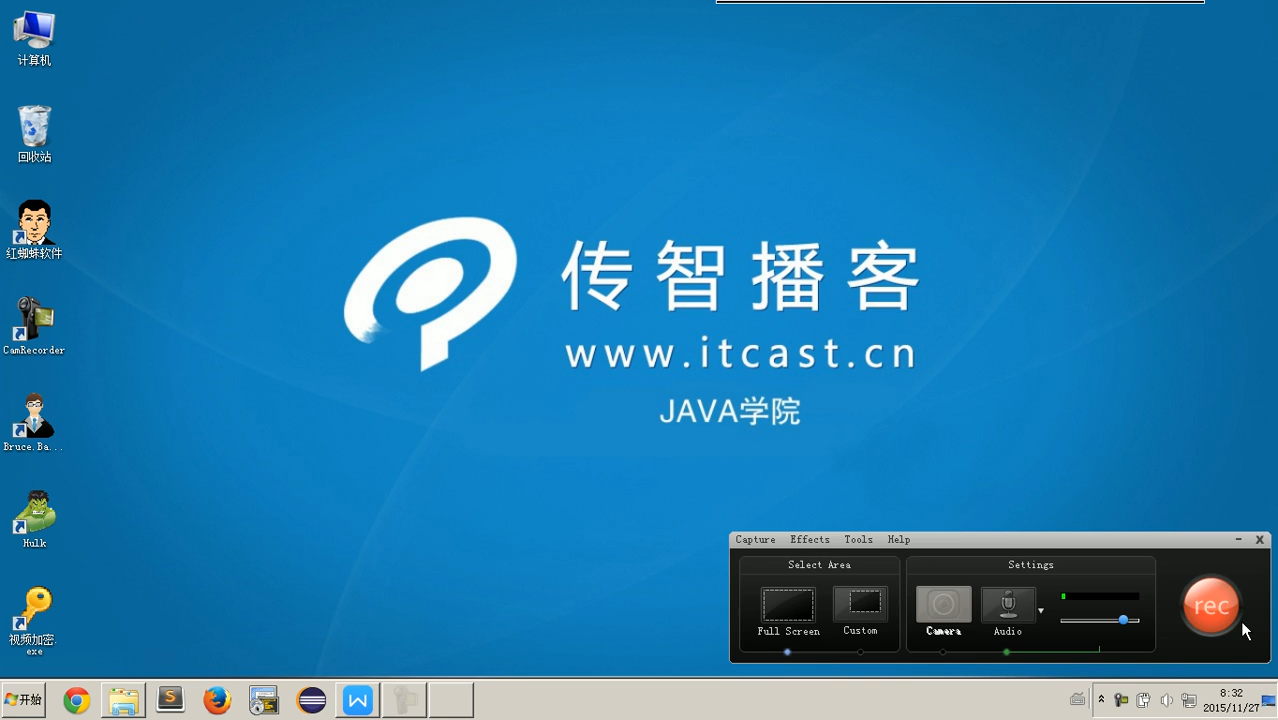 计算机
回收站
红蜘蛛软件
CamRecorder
Bruce.Ba...
Hulk
视频加密.
exe
传智播客
www.itcast.cn
JAVA学院
Capture Effects Tools Help
Select Area
Settings
Full Screen
Custom
Camera
Audio
rec
开始
8:32
2015/11/27